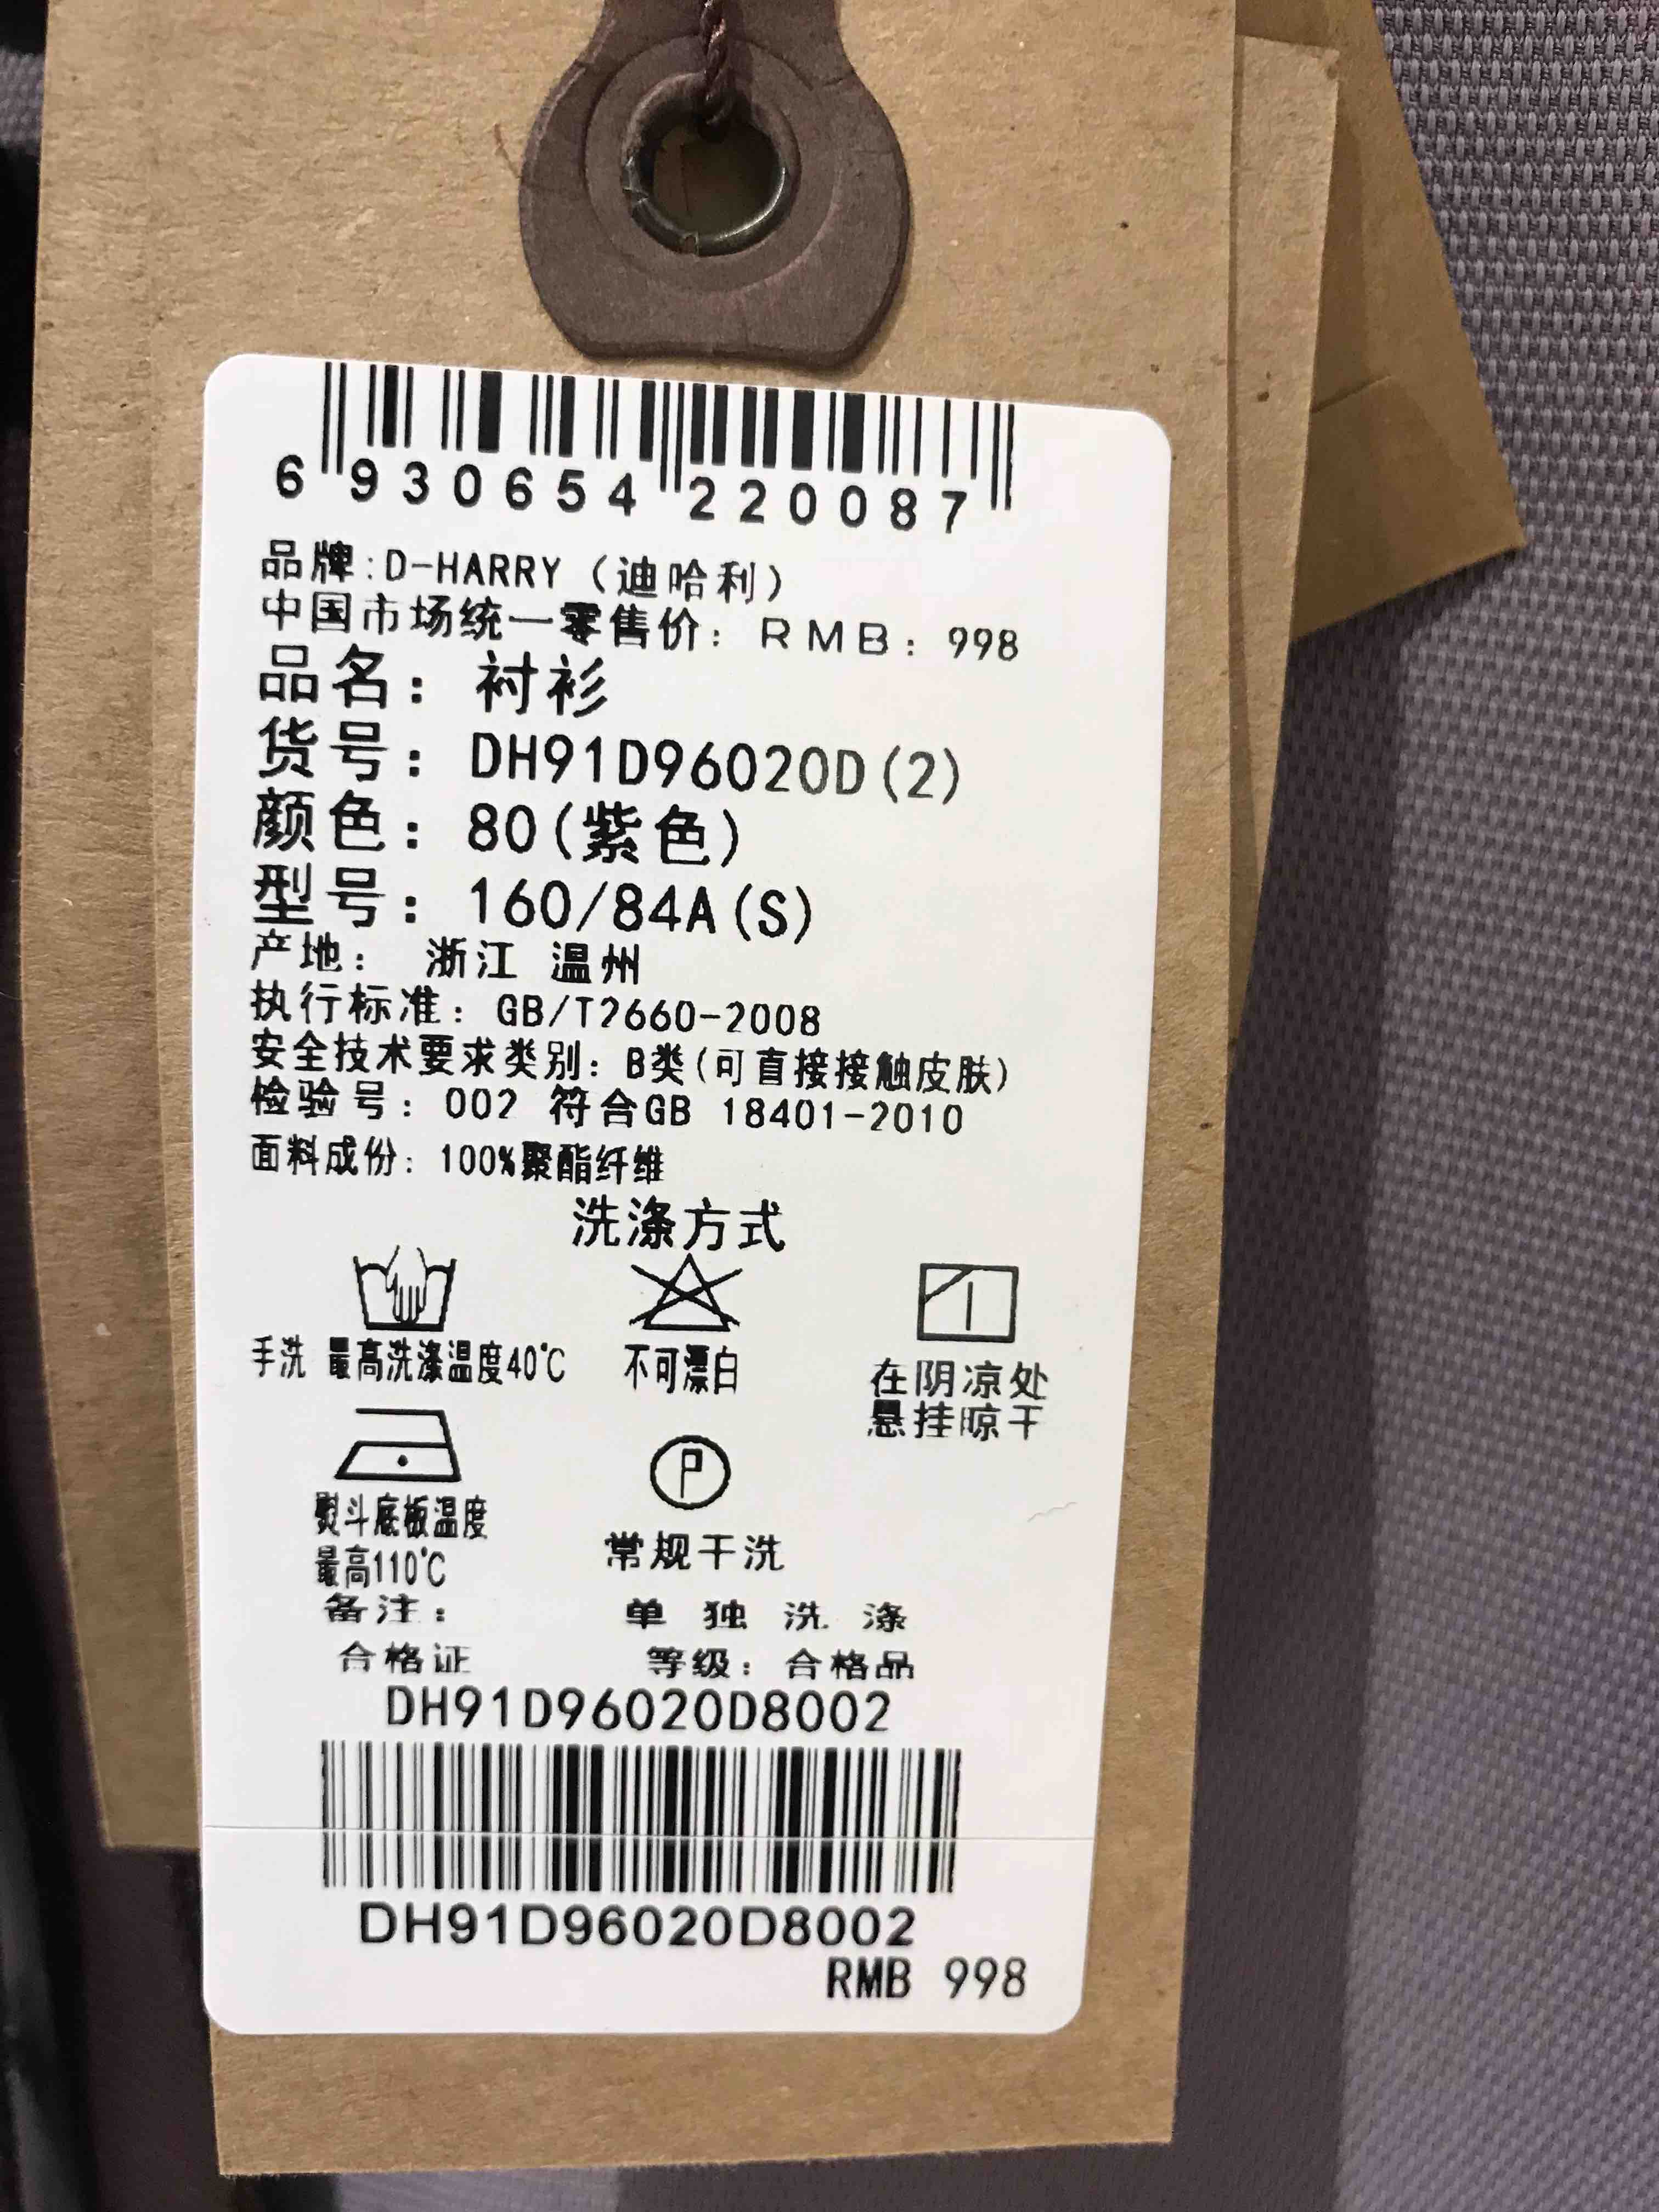 6 930654 220087
品牌:D-HARRY（迪哈利）
中国市场统一零售价：RMB：998
品名：衬衫
货号：DH91D96020D(2)
颜色：80(紫色)
型号：160/84A(S)
产地： 浙江 温州
执行标准：GB/T2660-2008
安全技术要求类别：B类(可直接接触皮肤)
检验号：002 符合GB 18401-2010
面料成份：100%聚酯纤维
洗涤方式
手洗 最高洗涤温度40℃
不可漂白
在阴凉处
悬挂晾干
熨斗底板温度
最高110℃
P
常规干洗
备注： 单独洗涤
合格证 等级：合格品
DH91D96020D8002
DH91D96020D8002
RMB 998